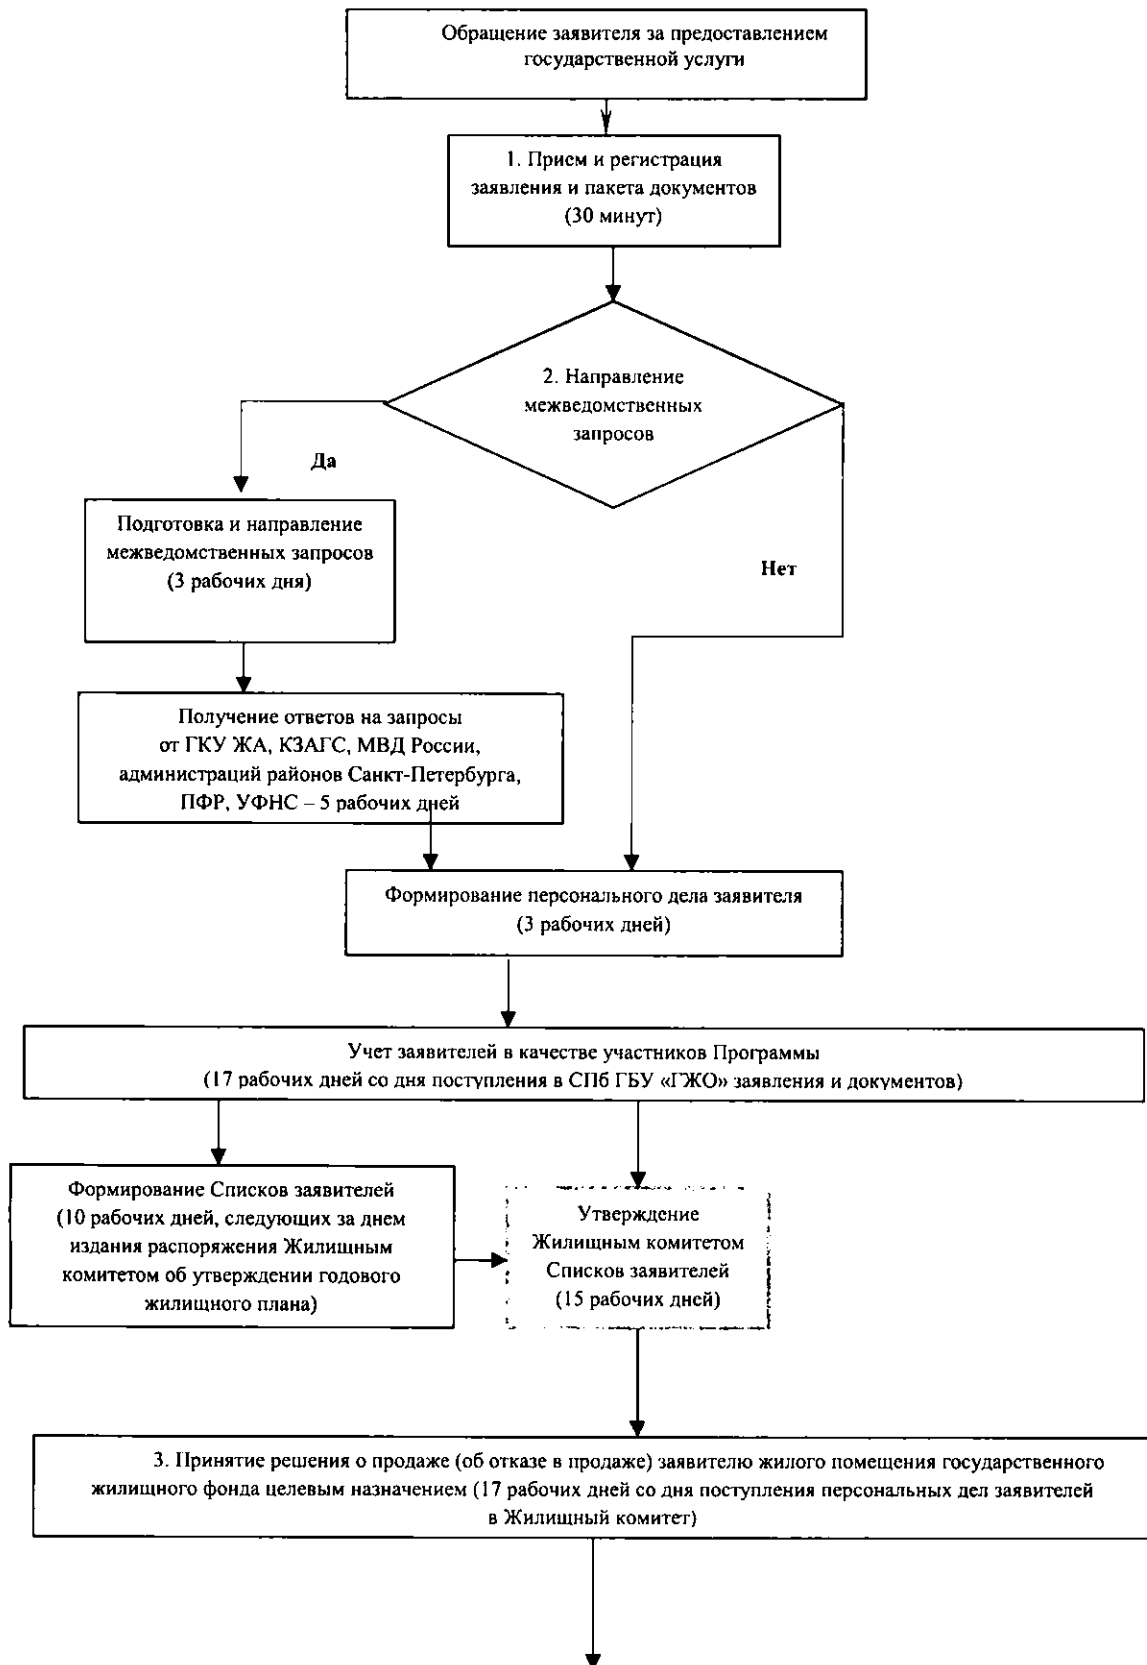 Обращение заявителя за предоставлением
государственной услуги
1. Прием и регистрация
заявления и пакета документов
(30 минут)
2. Направление
межведомственных
запросов
Да
Подготовка и направление
межведомственных запросов
(3 рабочих дня)
Нет
Получение ответов на запросы
от ГКУ ЖА, КЗАГС, МВД России,
администраций районов Санкт-Петербурга,
ПФР, УФНС – 5 рабочих дней
Формирование персонального дела заявителя
(3 рабочих дней)
Учет заявителей в качестве участников Программы
(17 рабочих дней со дня поступления в СПб ГБУ «ГЖО» заявления и документов)
Формирование Списков заявителей
(10 рабочих дней, следующих за днем
издания распоряжения Жилищным
комитетом об утверждении годового
жилищного плана)
Утверждение
Жилищным комитетом
Списков заявителей
(15 рабочих дней)
3. Принятие решения о продаже (об отказе в продаже) заявителю жилого помещения государственного
жилищного фонда целевым назначением (17 рабочих дней со дня поступления персональных дел заявителей
в Жилищный комитет)